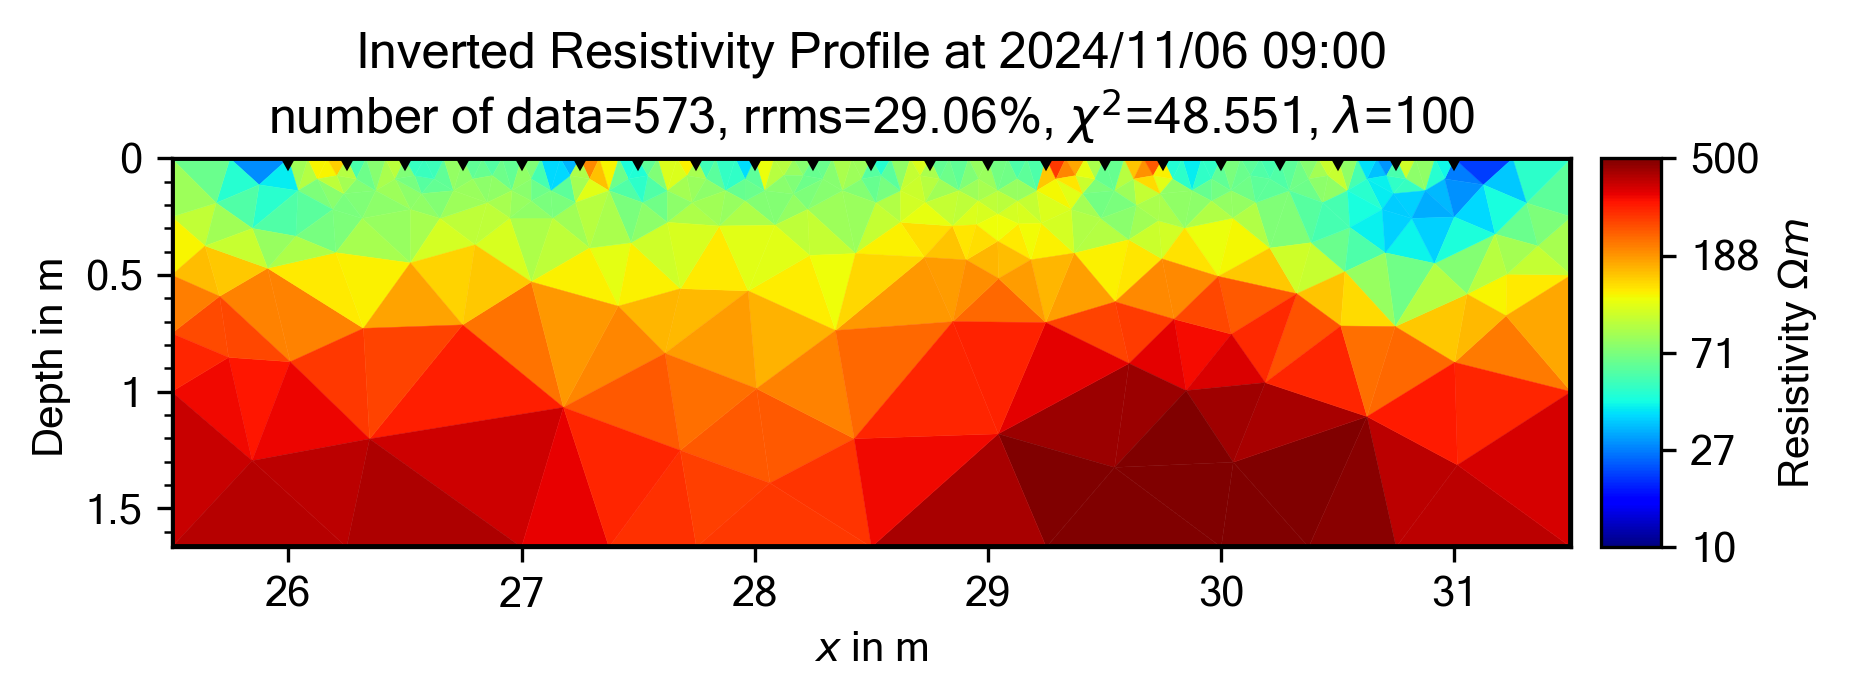 Inverted Resistivity Profile at 2024/11/06 09:00
number of data=573, rrms=29.06%, χ²=48.551, λ=100
0
0.5
1
1.5
Depth in m
26 27 28 29 30 31
x in m
500
188
71
27
10
Resistivity Ωm